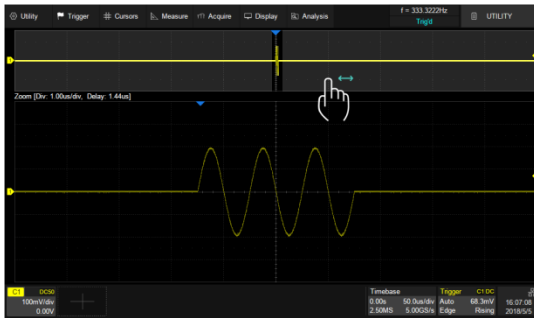 Utility Trigger Cursors Measure Acquire Display Analysis f = 333.3222Hz Trig'd UTILITY
Zoom [Div: 1.00us/div, Delay: 1.44us]
C1 DC50
100mV/div
0.00V
Timebase
0.00s 50.0us/div
2.50MS 5.00GS/s
Trigger C1 DC
Auto 68.3mV
Edge Rising
16:07:08
2018/5/5